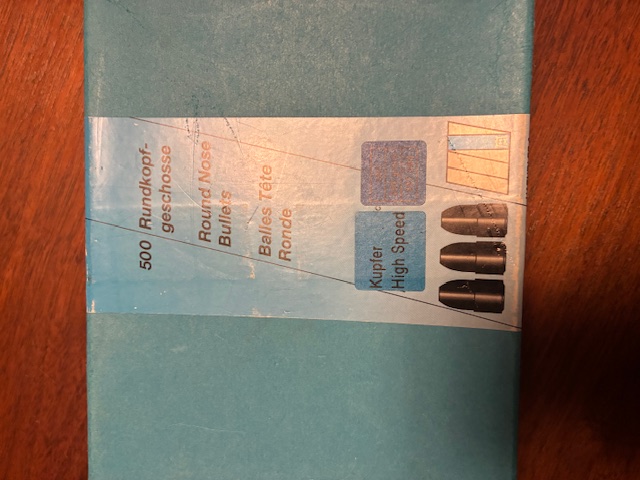 500 Rundkopf-
geschosse
Round Nose
Bullets
Balles Tête
Ronde
Kupfer
High Speed